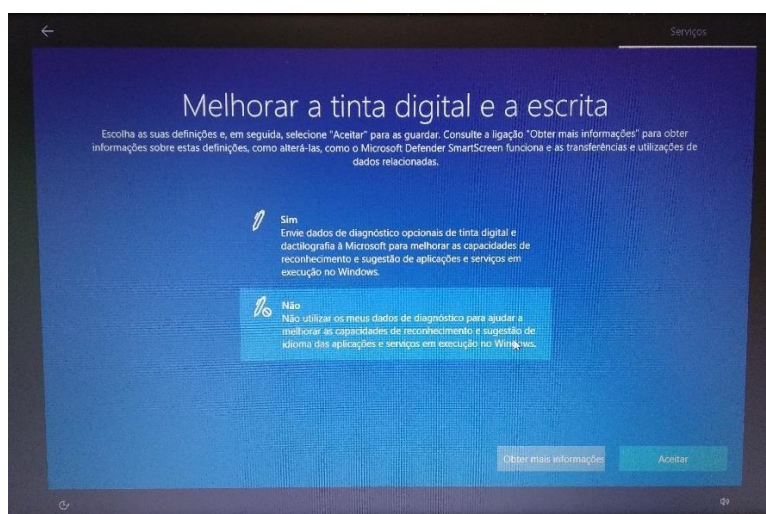 Serviços
Melhorar a tinta digital e a escrita
Escolha as suas definições e, em seguida, selecione "Aceitar" para as guardar. Consulte a ligação "Obter mais informações" para obter
informações sobre estas definições, como alterá-las, como o Microsoft Defender SmartScreen funciona e as transferências e utilizações de
dados relacionadas.
Sim
Envie dados de diagnóstico opcionais de tinta digital e
dactilografia à Microsoft para melhorar as capacidades de
reconhecimento e sugestão de aplicações e serviços em
execução no Windows.
Não
Não utilizar os meus dados de diagnóstico para ajudar a
melhorar as capacidades de reconhecimento e sugestão de
idioma das aplicações e serviços em execução no Windows.
Obter mais informações
Aceitar